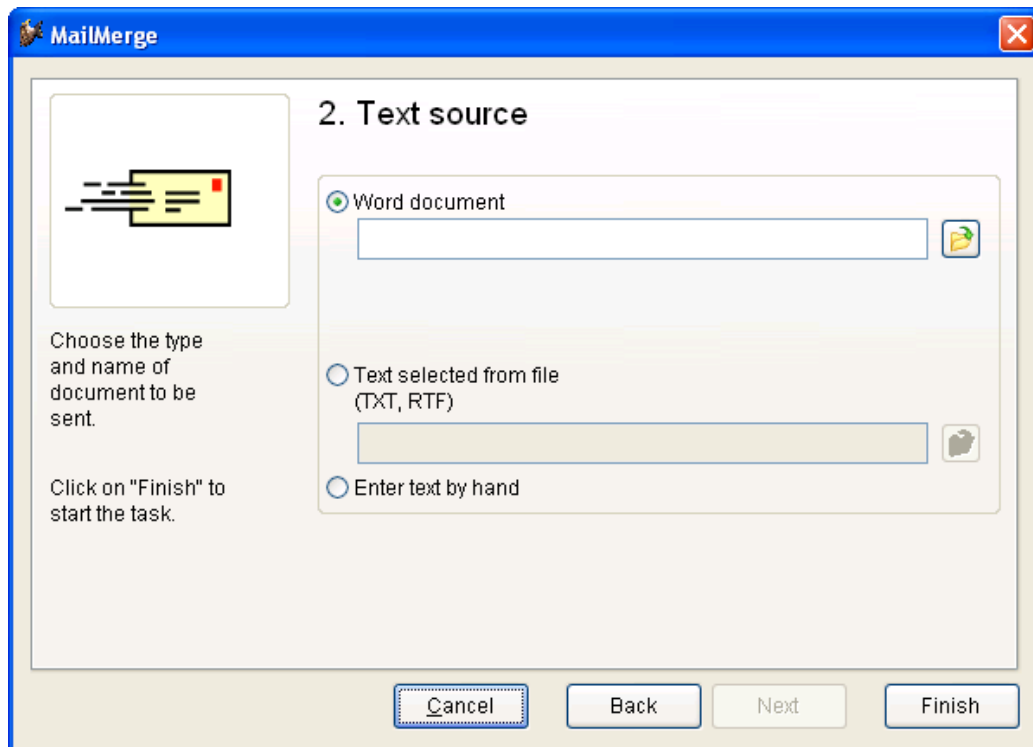 MailMerge
2. Text source
Word document
Choose the type
and name of
document to be
sent.
Text selected from file
(TXT, RTF)
Click on "Finish" to
start the task.
Enter text by hand
Cancel
Back
Next
Finish